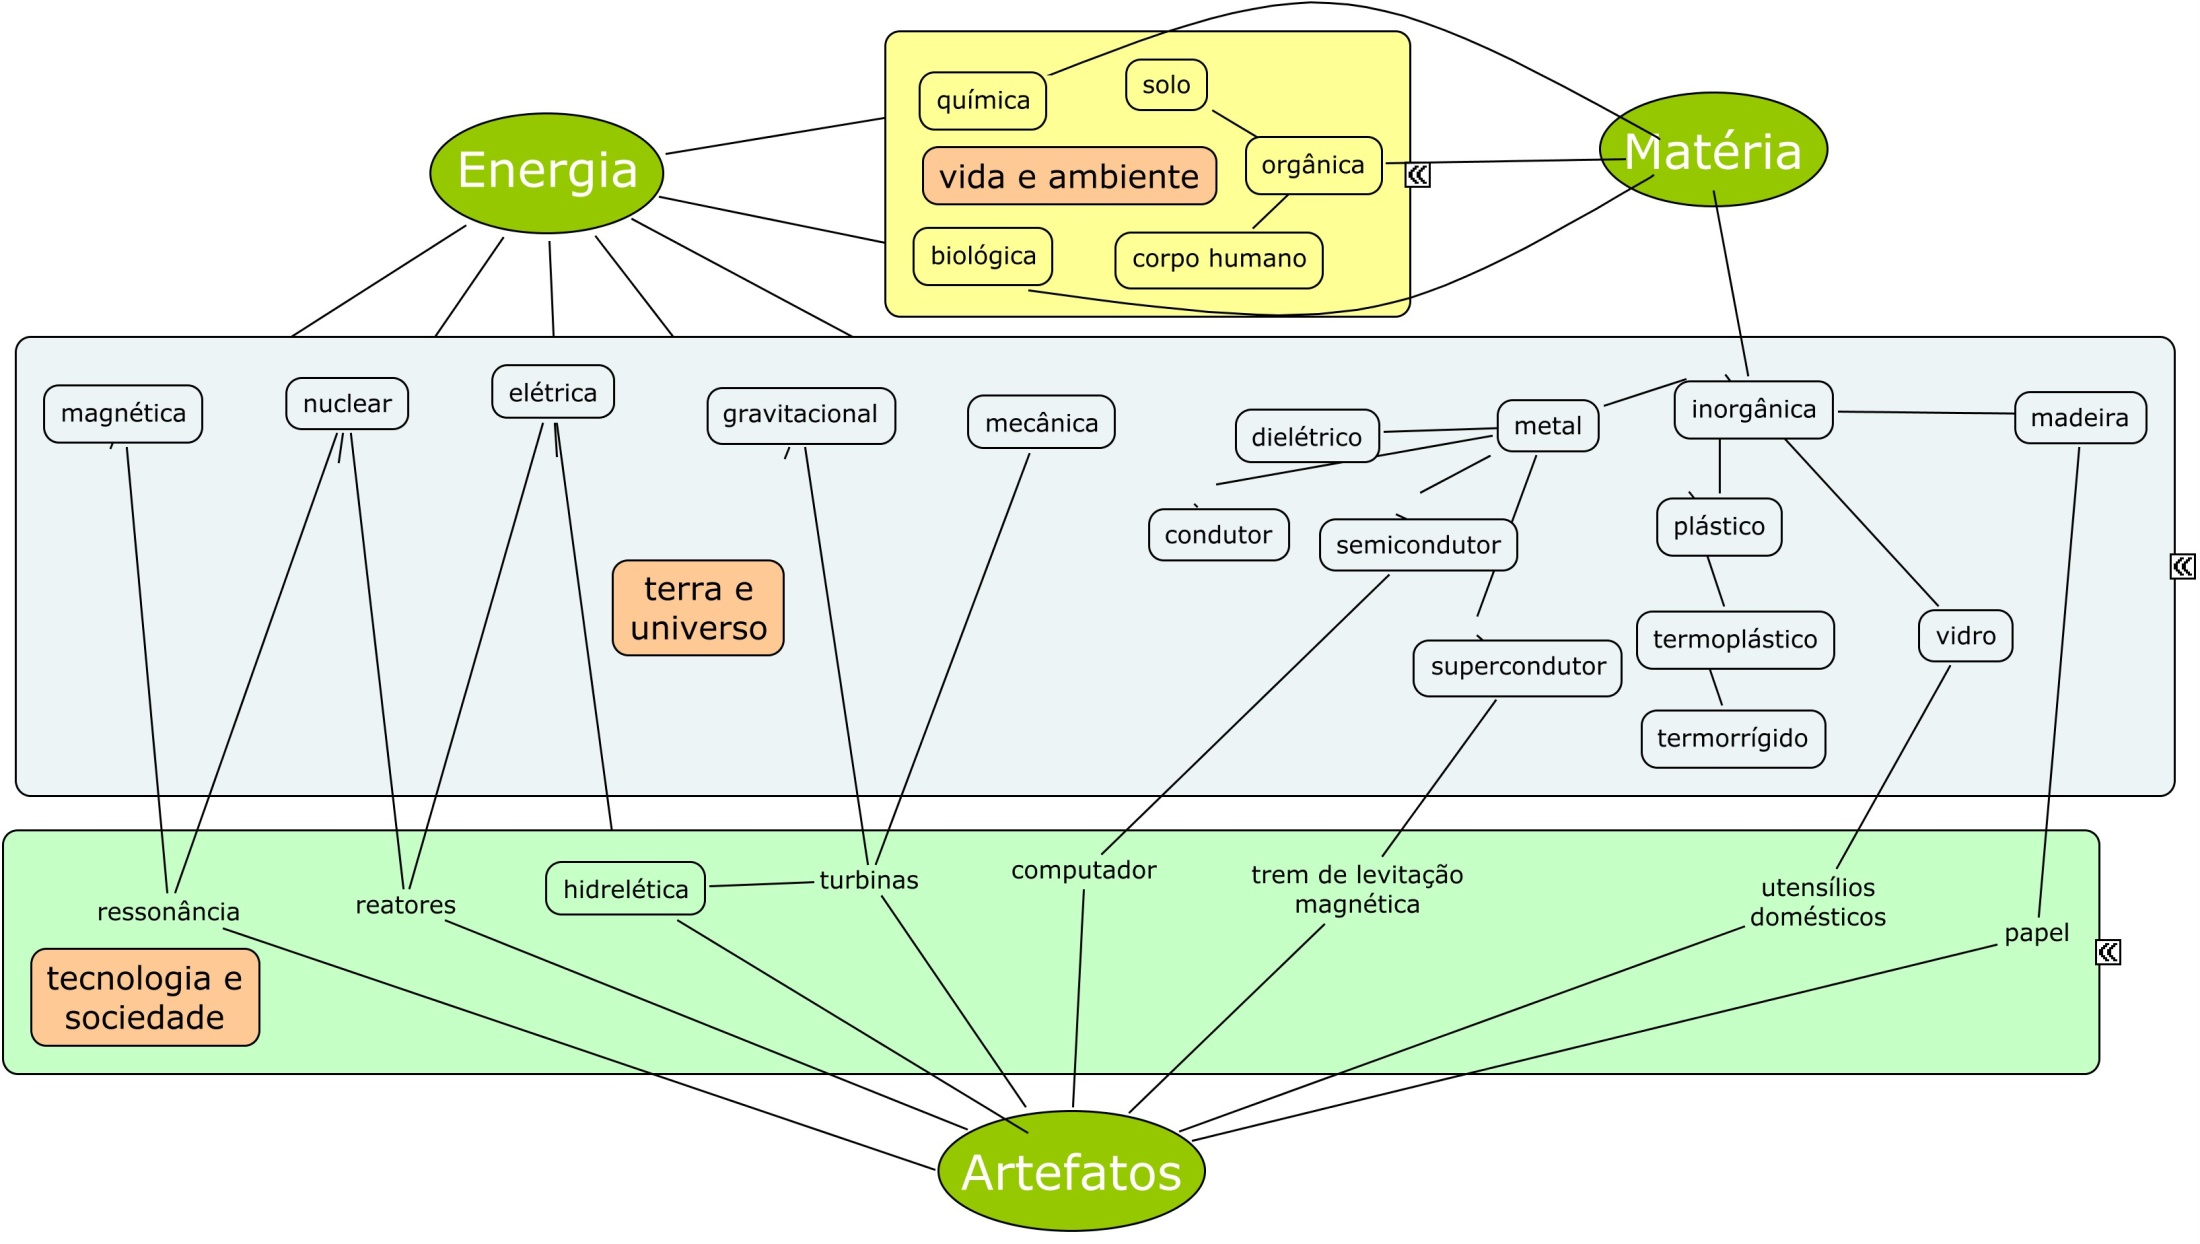 química
solo
Energia
vida e ambiente
orgânica
Matéria
biológica
corpo humano
magnética
nuclear
elétrica
gravitacional
mecânica
dielétrico
metal
inorgânica
madeira
condutor
semicondutor
plástico
terra e
universo
supercondutor
termoplástico
vidro
termorrígido
ressonância
reatores
hidrelética
turbinas
computador
trem de levitação
magnética
utensílios
domésticos
papel
tecnologia e
sociedade
Artefatos